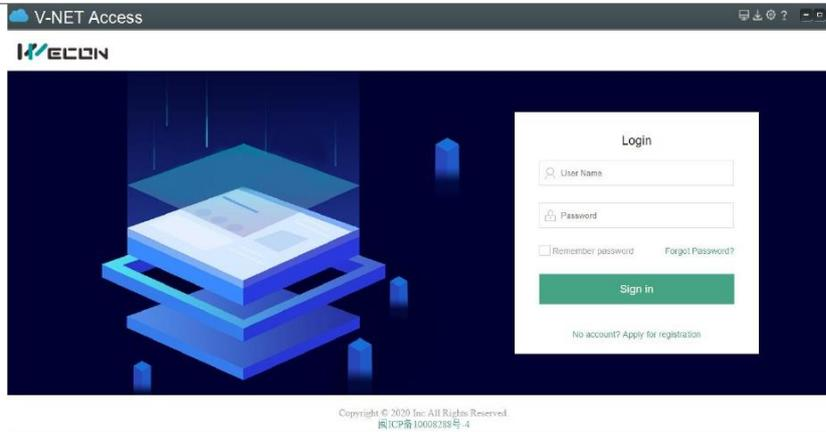 V-NET Access
WECON
Login
User Name
Password
Remember password
Forgot Password?
Sign in
No account? Apply for registration
Copyright © 2020 Inc All Rights Reserved
闽ICP备10008288号-4